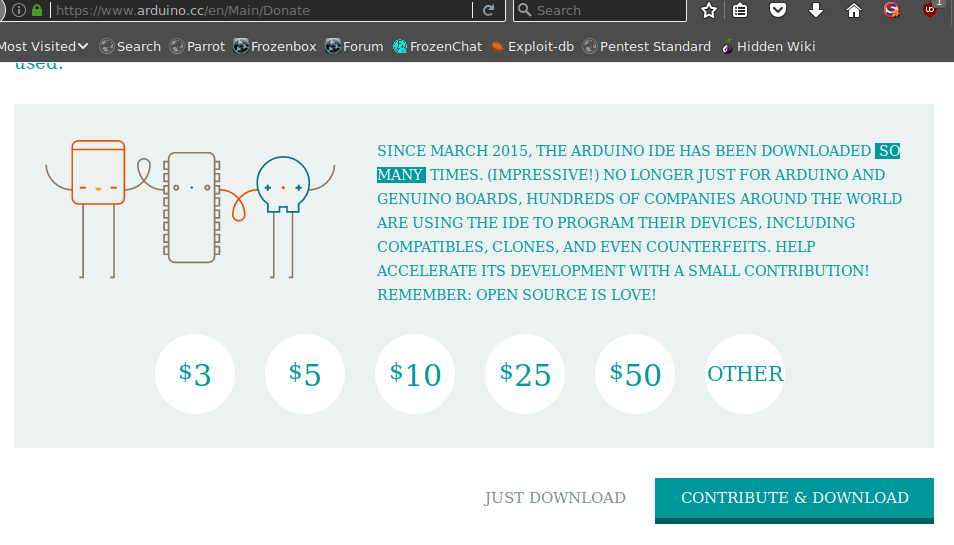 https://www.arduino.cc/en/Main/Donate
Search
1
Most Visited
Search
Parrot
Frozenbox
Forum
FrozenChat
Exploit-db
Pentest Standard
Hidden Wiki
used.
SINCE MARCH 2015, THE ARDUINO IDE HAS BEEN DOWNLOADED SO
MANY TIMES. (IMPRESSIVE!) NO LONGER JUST FOR ARDUINO AND
GENUINO BOARDS, HUNDREDS OF COMPANIES AROUND THE WORLD
ARE USING THE IDE TO PROGRAM THEIR DEVICES, INCLUDING
COMPATIBLES, CLONES, AND EVEN COUNTERFEITS. HELP
ACCELERATE ITS DEVELOPMENT WITH A SMALL CONTRIBUTION!
REMEMBER: OPEN SOURCE IS LOVE!
$3
$5
$10
$25
$50
OTHER
JUST DOWNLOAD
CONTRIBUTE & DOWNLOAD